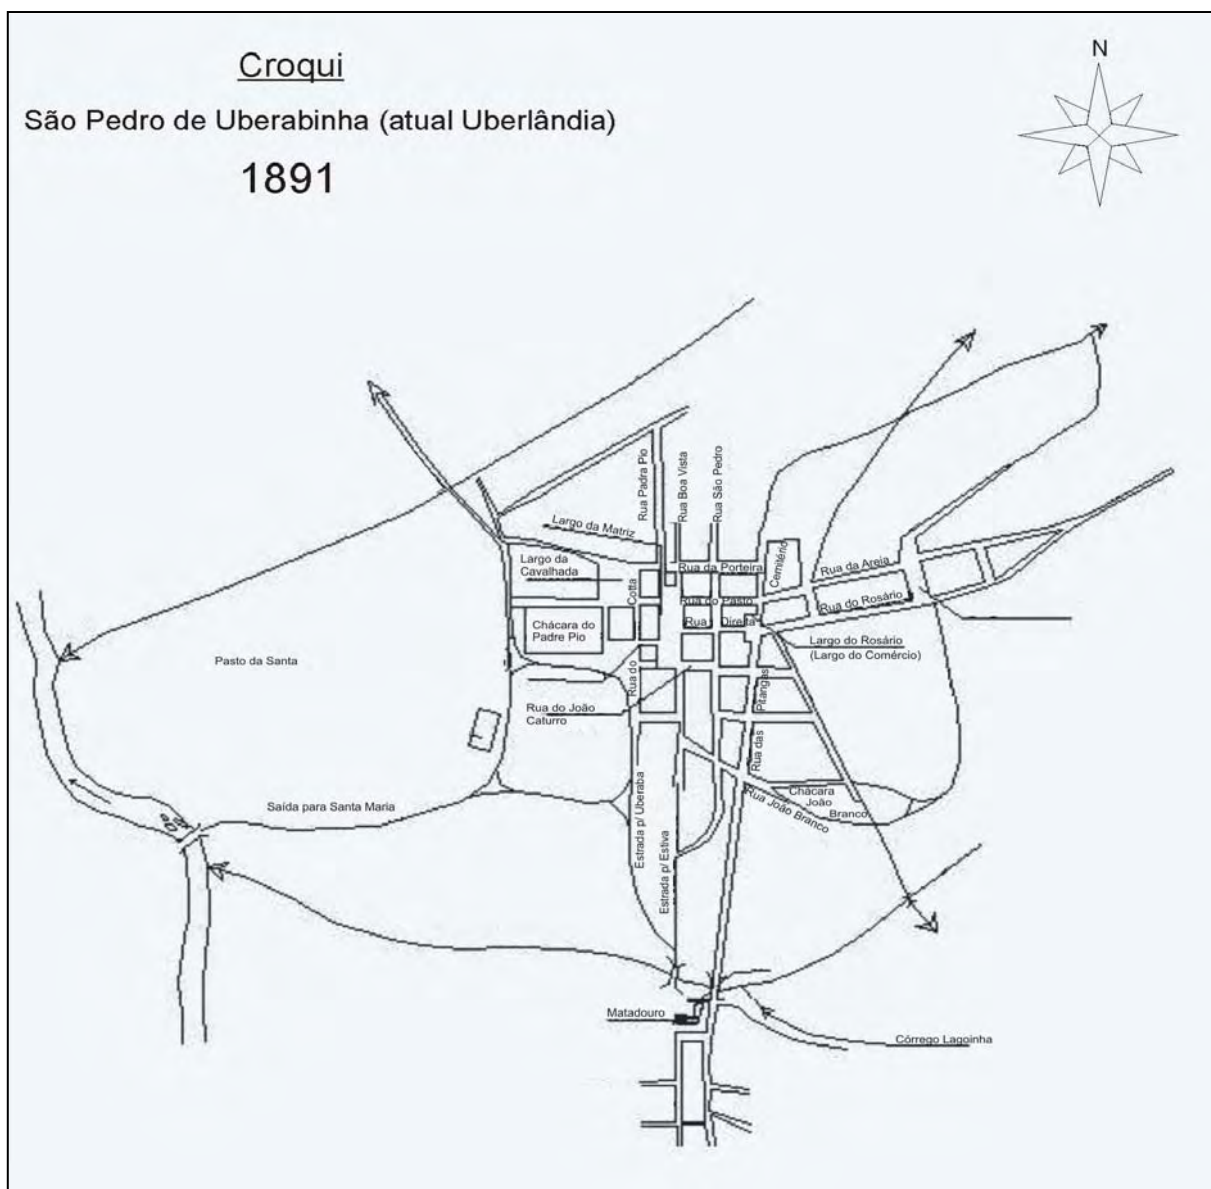 Croqui
São Pedro de Uberabinha (atual Uberlândia)
1891
N
Rua Padra Pio
Rua Boa Vista
Rua São Pedro
Largo da Matriz
Largo da
Cavalhada
Rua da Porteira
Cemitério
Rua da Areia
Cotta
Rua do Pasto
Rua do Rosário
Chácara do
Padre Pio
Rua Direita
Largo do Rosário
(Largo do Comércio)
Pasto da Santa
Rua do
Pitangas
Rua do João
Caturro
Rua das
Saída para Santa Maria
Estrada p/ Uberaba
Estrada p/ Estiva
Rua João Branco
Chácara
João
Branco
Matadouro
Córrego Lagoinha